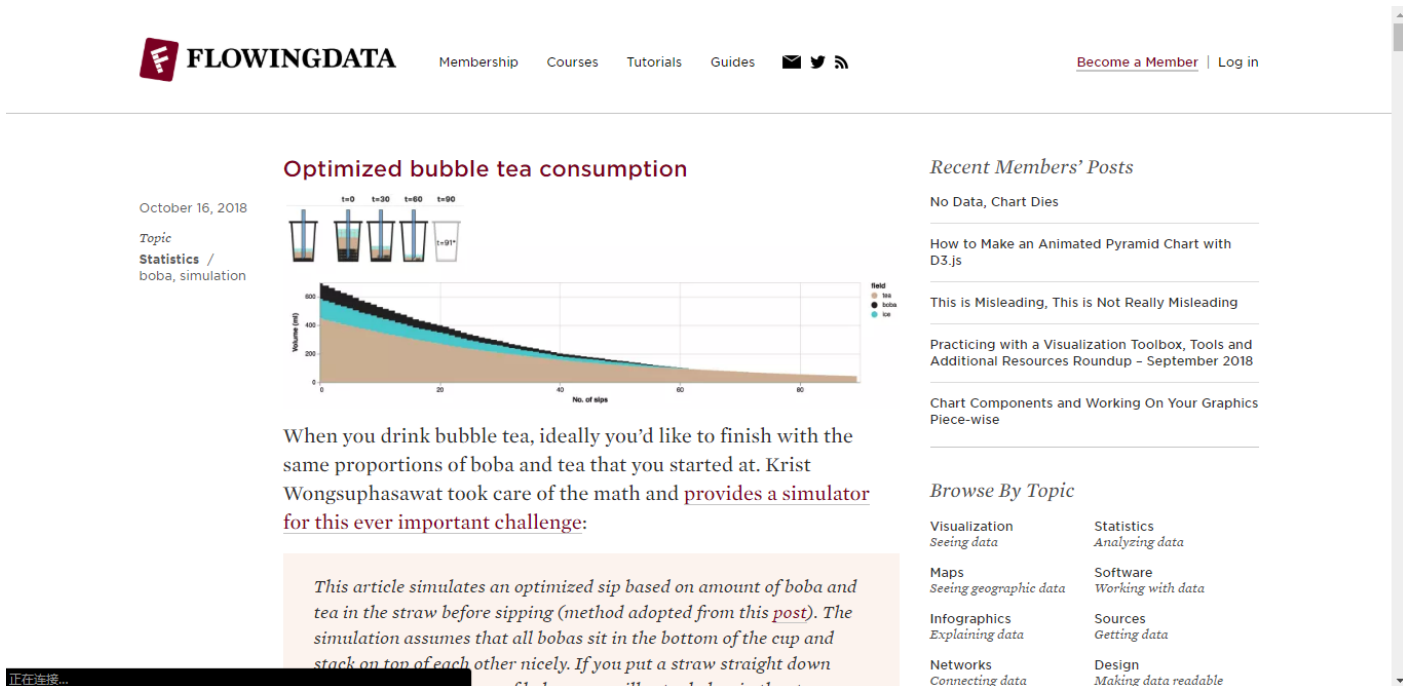 FLOWINGDATA
Membership Courses Tutorials Guides
Become a Member | Log in
Optimized bubble tea consumption
October 16, 2018
Topic
Statistics /
boba, simulation
t=0 t=30 t=60 t=90
t=91*
field
tea
boba
ice
Volume (ml)
600
400
200
0
0 20 40 60 80
No. of sips
When you drink bubble tea, ideally you’d like to finish with the
same proportions of boba and tea that you started at. Krist
Wongsuphasawat took care of the math and provides a simulator
for this ever important challenge:
This article simulates an optimized sip based on amount of boba and
tea in the straw before sipping (method adopted from this post). The
simulation assumes that all bobas sit in the bottom of the cup and
stack on top of each other nicely. If you put a straw straight down
Recent Members’ Posts
No Data, Chart Dies
How to Make an Animated Pyramid Chart with
D3.js
This is Misleading, This is Not Really Misleading
Practicing with a Visualization Toolbox, Tools and
Additional Resources Roundup – September 2018
Chart Components and Working On Your Graphics
Piece-wise
Browse By Topic
Visualization
Seeing data
Statistics
Analyzing data
Maps
Seeing geographic data
Software
Working with data
Infographics
Explaining data
Sources
Getting data
Networks
Connecting data
Design
Making data readable
正在连接...